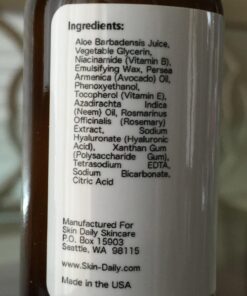 Ingredients:
Aloe Barbadensis Juice,
Vegetable Glycerin,
Niacinamide (Vitamin B),
Emulsifying Wax, Persea
Armenica (Avocado) Oil,
Phenoxyethanol,
Tocopherol (Vitamin E),
Azadirachta Indica
(Neem) Oil, Rosmarinus
Officinalis (Rosemary)
Extract, Sodium
Hyaluronate (Hyaluronic
Acid), Xanthan Gum
(Polysaccharide Gum),
Tetrasodium EDTA,
Sodium Bicarbonate,
Citric Acid
Manufactured For
Skin Daily Skincare
P.O. Box 15903
Seattle, WA 98115
www.Skin-Daily.com
Made in the USA